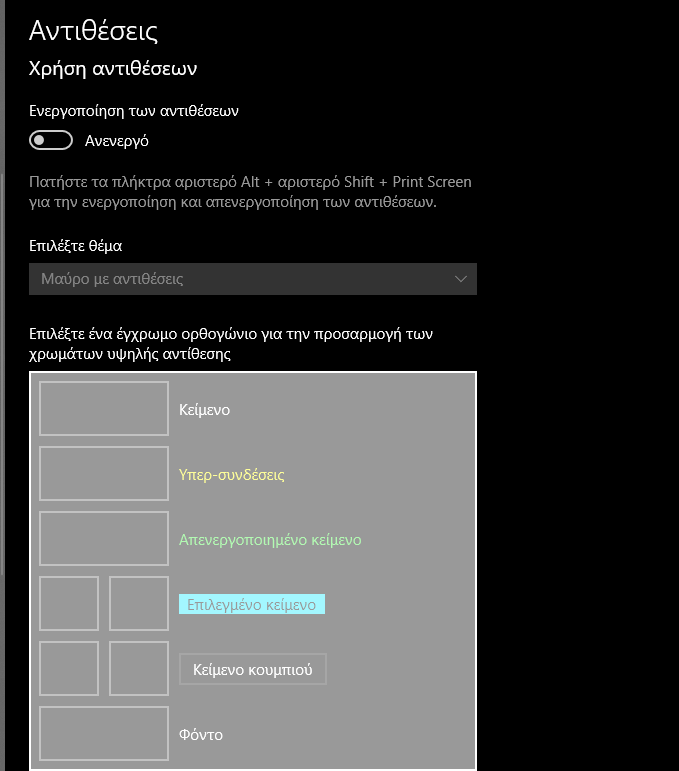 Αντιθέσεις
Χρήση αντιθέσεων
Ενεργοποίηση των αντιθέσεων
Ανενεργό
Πατήστε τα πλήκτρα αριστερό Alt + αριστερό Shift + Print Screen
για την ενεργοποίηση και απενεργοποίηση των αντιθέσεων.
Επιλέξτε θέμα
Μαύρο με αντιθέσεις
Επιλέξτε ένα έγχρωμο ορθογώνιο για την προσαρμογή των
χρωμάτων υψηλής αντίθεσης
Κείμενο
Υπερ-συνδέσεις
Απενεργοποιημένο κείμενο
Επιλεγμένο κείμενο
Κείμενο κουμπιού
Φόντο